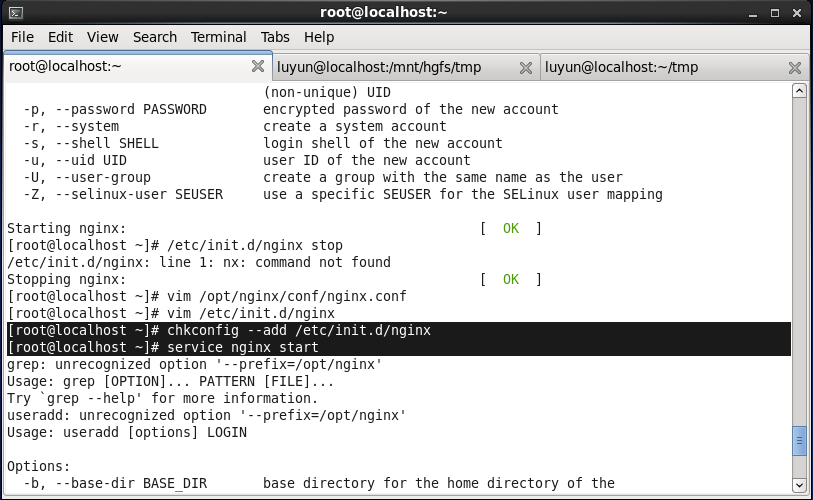 root@localhost:~
File Edit View Search Terminal Tabs Help
root@localhost:~ luyun@localhost:/mnt/hgfs/tmp luyun@localhost:~/tmp
(non-unique) UID
-p, --password PASSWORD       encrypted password of the new account
-r, --system                  create a system account
-s, --shell SHELL             login shell of the new account
-u, --uid UID                 user ID of the new account
-U, --user-group              create a group with the same name as the user
-Z, --selinux-user SEUSER     use a specific SEUSER for the SELinux user mapping
Starting nginx:                                            [  OK  ]
[root@localhost ~]# /etc/init.d/nginx stop
/etc/init.d/nginx: line 1: nx: command not found
Stopping nginx:                                            [  OK  ]
[root@localhost ~]# vim /opt/nginx/conf/nginx.conf
[root@localhost ~]# vim /etc/init.d/nginx
[root@localhost ~]# chkconfig --add /etc/init.d/nginx
[root@localhost ~]# service nginx start
grep: unrecognized option '--prefix=/opt/nginx'
Usage: grep [OPTION]... PATTERN [FILE]...
Try `grep --help' for more information.
useradd: unrecognized option '--prefix=/opt/nginx'
Usage: useradd [options] LOGIN
Options:
-b, --base-dir BASE_DIR       base directory for the home directory of the